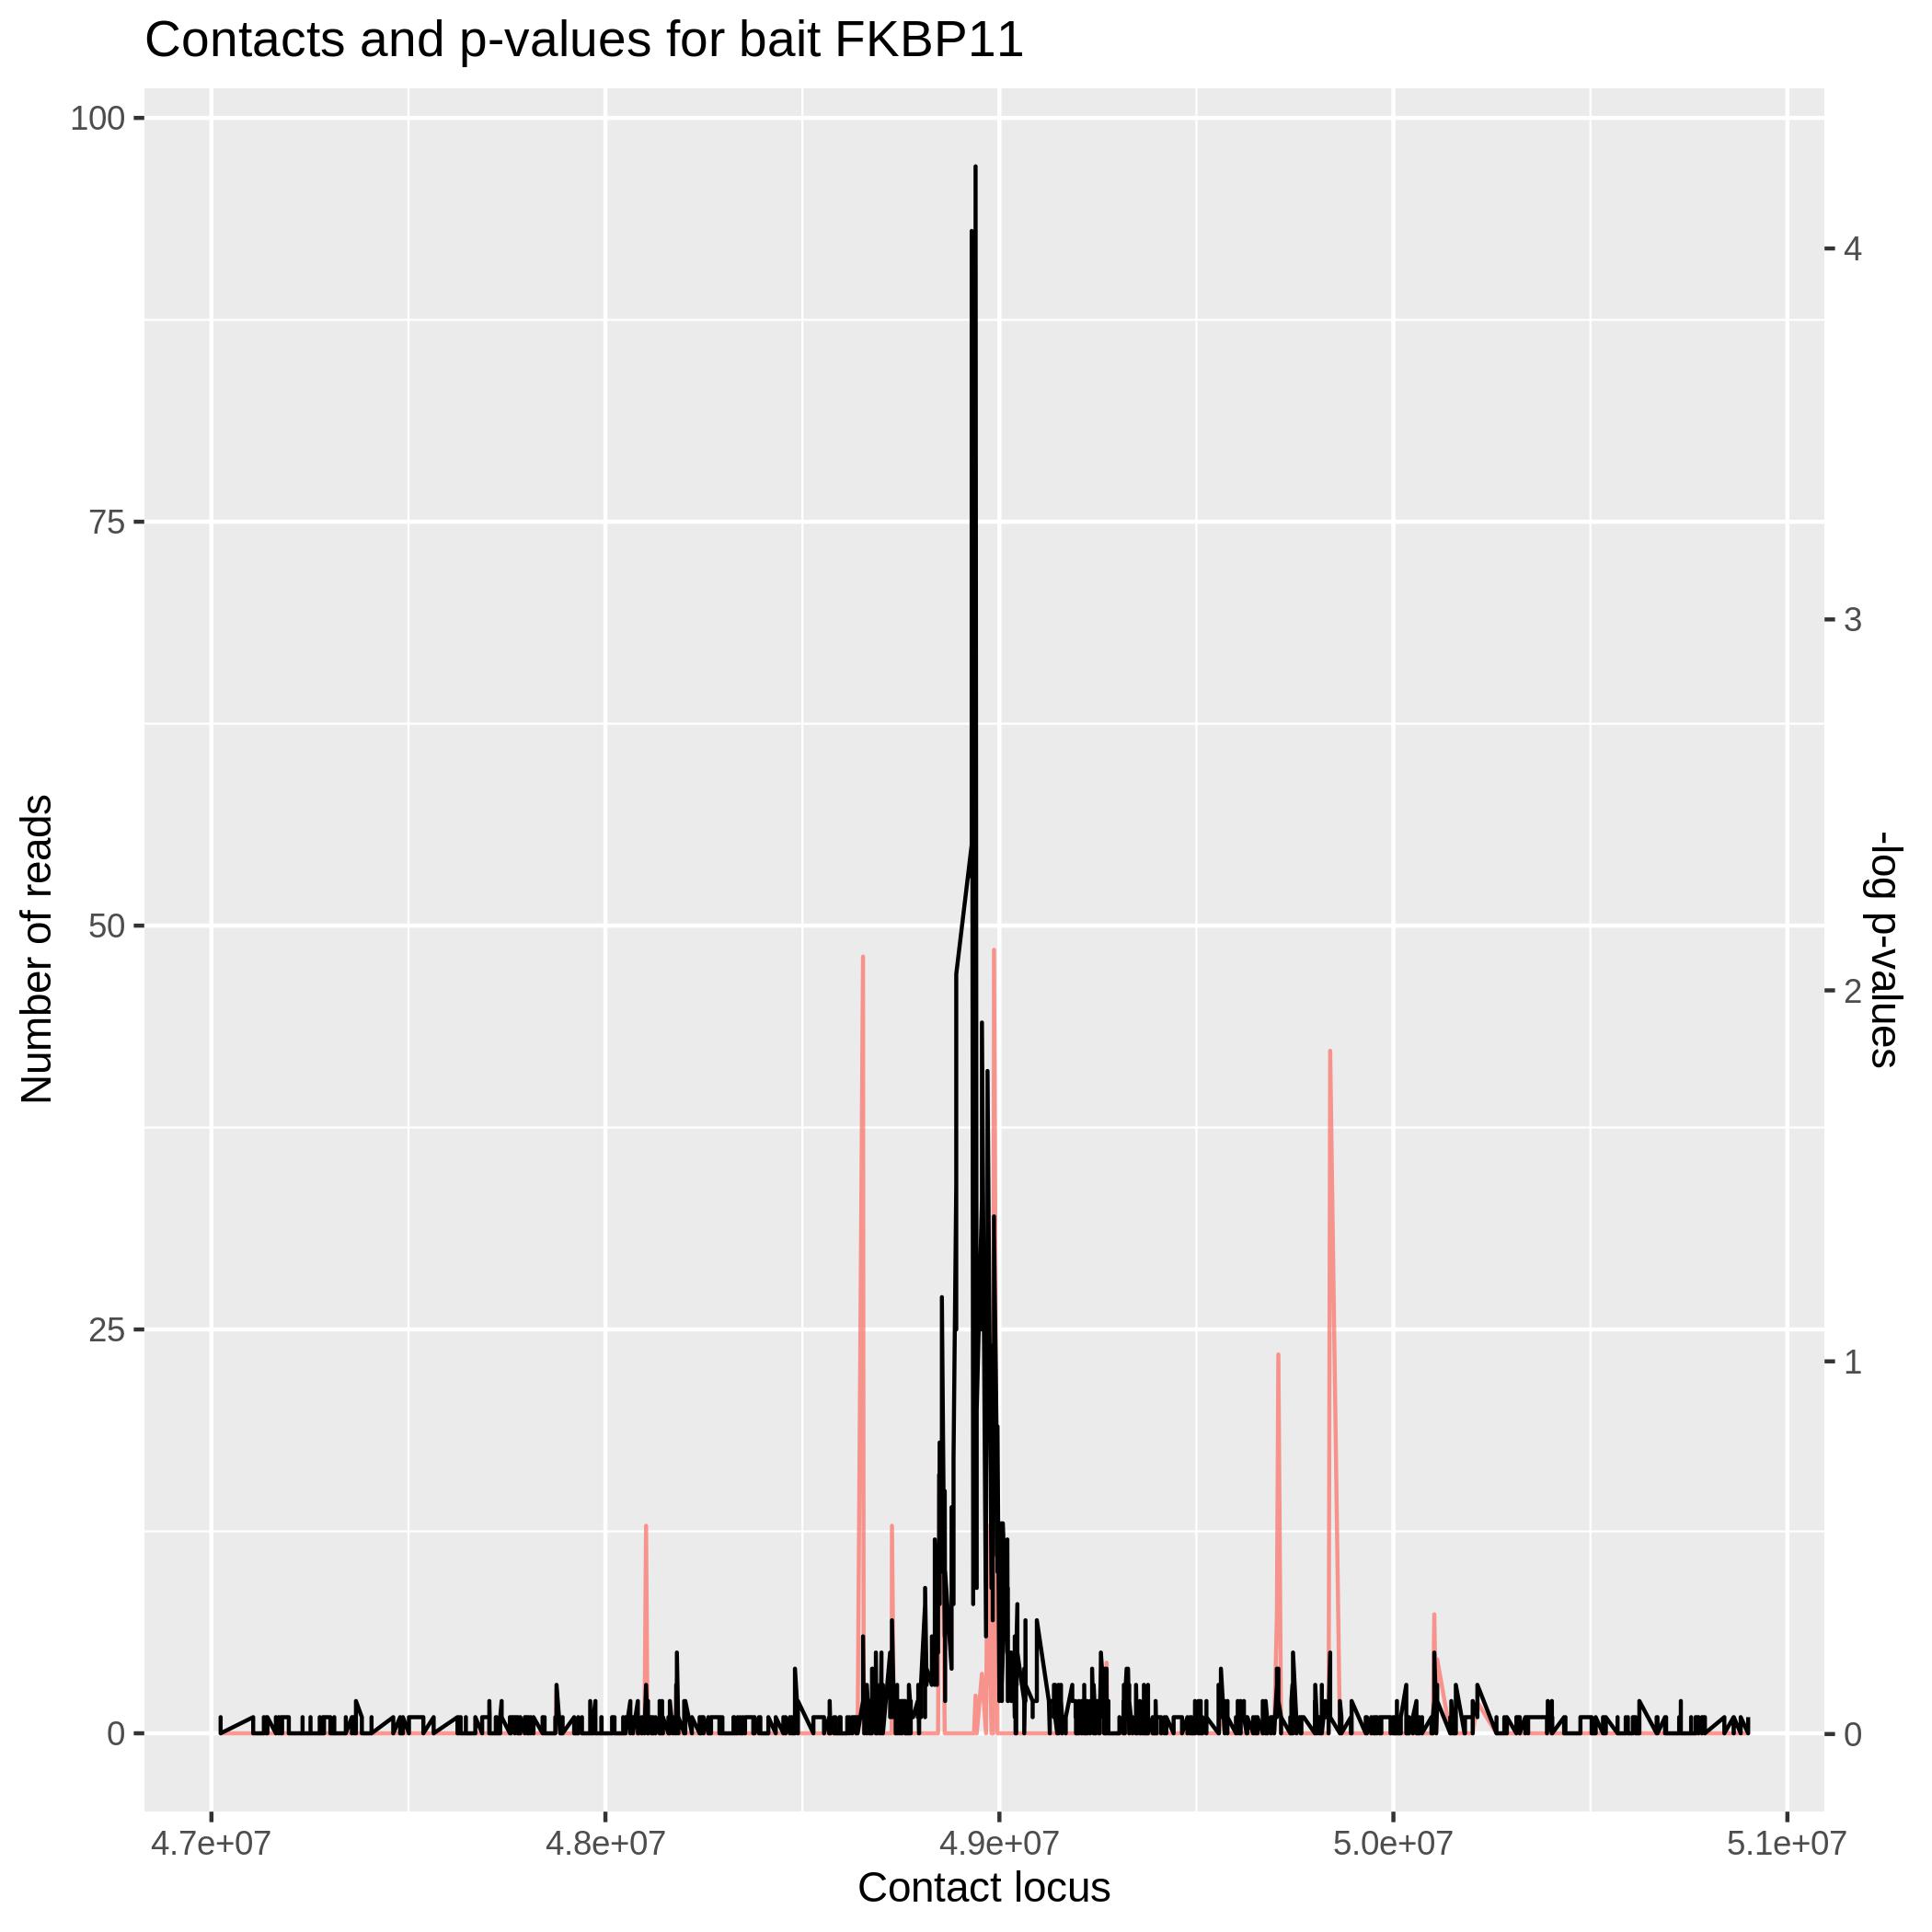 Contacts and p-values for bait FKBP11
100
75
50
25
0
Number of reads
4
3
2
1
0
-log p-values
4.7e+07
4.8e+07
4.9e+07
5.0e+07
5.1e+07
Contact locus